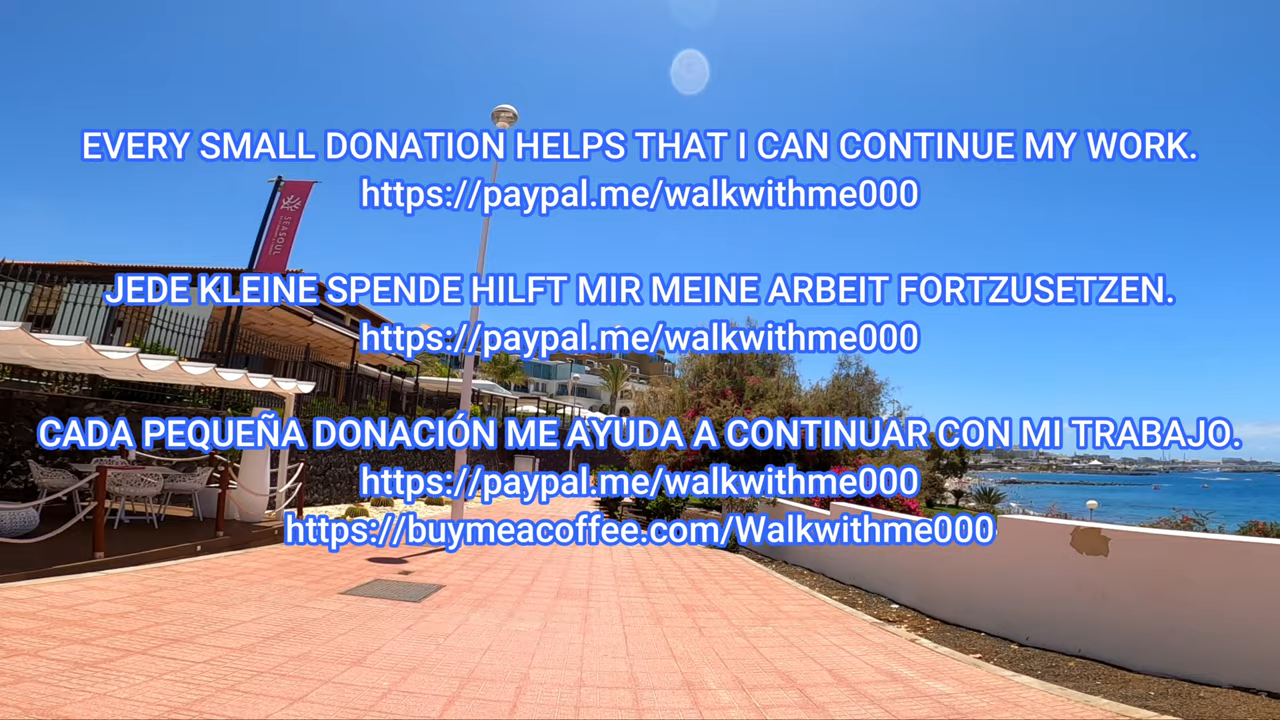 EVERY SMALL DONATION HELPS THAT I CAN CONTINUE MY WORK.
https://paypal.me/walkwithme000
SEASOUL
JEDE KLEINE SPENDE HILFT MIR MEINE ARBEIT FORTZUSETZEN.
https://paypal.me/walkwithme000
CADA PEQUEÑA DONACIÓN ME AYUDA A CONTINUAR CON MI TRABAJO.
https://paypal.me/walkwithme000
https://buymeacoffee.com/Walkwithme000